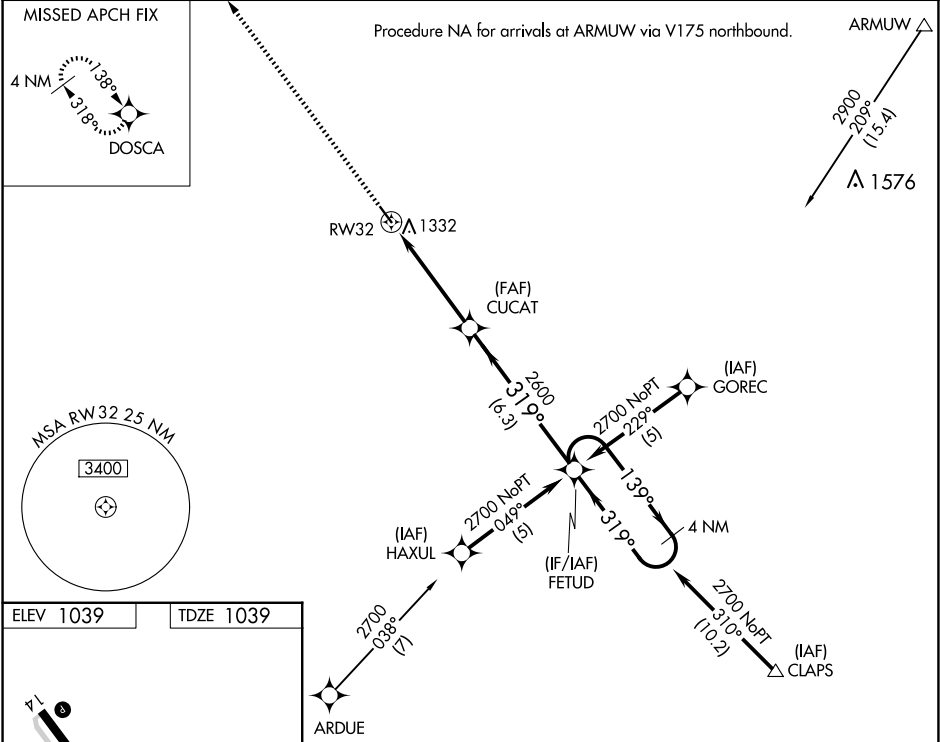 MISSED APCH FIX
4 NM
138°
318°
DOSCA
Procedure NA for arrivals at ARMUW via V175 northbound.
ARMUW
2900
209°
(15.4)
1576
RW32
1332
(FAF)
CUCAT
2600
319°
(6.3)
(IAF)
GOREC
2700 NoPT
229°
(5)
MSA RW32 25 NM
3400
2700 NoPT
049°
(5)
(IAF)
HAXUL
139°
319°
4 NM
(IF/IAF)
FETUD
2700 NoPT
310°
(10.2)
(IAF)
CLAPS
2700
038°
(7)
ARDUE
ELEV 1039
TDZE 1039
14
P